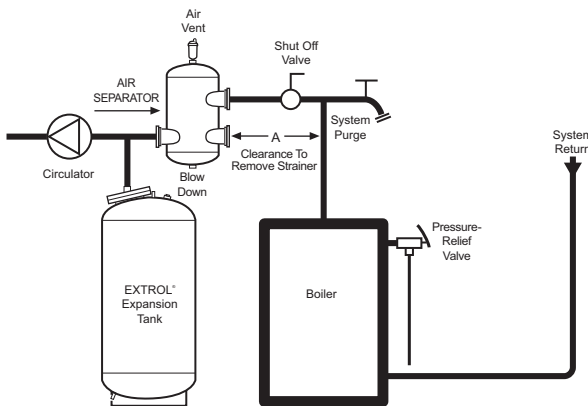 Air
Vent
Shut Off
Valve
AIR
SEPARATOR
A
System
Purge
System
Return
Clearance To
Remove Strainer
Circulator
Blow
Down
Pressure-
Relief
Valve
EXTROL®
Expansion
Tank
Boiler